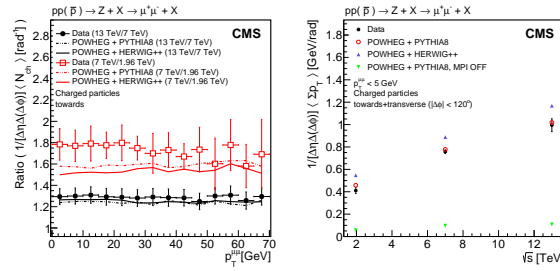 pp( p̅ ) → Z + X → μ⁺μ⁻ + X
Ratio ( 1/[ΔηΔ(Δφ)] ⟨ N_ch ⟩ [rad⁻¹] )
CMS
Data (13 TeV/7 TeV)
POWHEG + PYTHIA8 (13 TeV/7 TeV)
POWHEG + HERWIG++ (13 TeV/7 TeV)
Data (7 TeV/1.96 TeV)
POWHEG + PYTHIA8 (7 TeV/1.96 TeV)
POWHEG + HERWIG++ (7 TeV/1.96 TeV)
Charged particles
towards
2.8
2.6
2.4
2.2
2
1.8
1.6
1.4
1.2
1
0 10 20 30 40 50 60 70
p_T^μμ [GeV]
pp( p̅ ) → Z + X → μ⁺μ⁻ + X
1/[ΔηΔ(Δφ)] ⟨ Σp_T ⟩ [GeV/rad]
CMS
Data
POWHEG + PYTHIA8
POWHEG + HERWIG++
POWHEG + PYTHIA8, MPI OFF
p_T^μμ < 5 GeV
Charged particles
towards+transverse (|Δφ| < 120°)
2
1.8
1.6
1.4
1.2
1
0.8
0.6
0.4
0.2
0
2 4 6 8 10 12 14
√s [TeV]